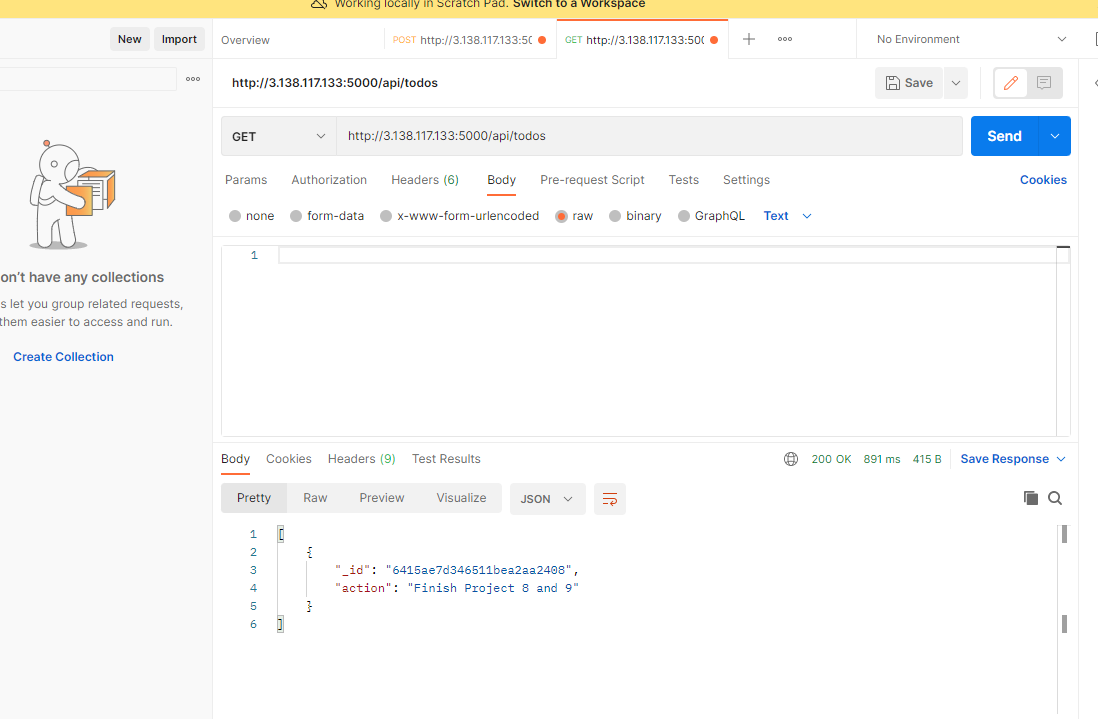 Working locally in Scratch Pad. Switch to a Workspace
New Import Overview POST http://3.138.117.133:50 GET http://3.138.117.133:500 No Environment
http://3.138.117.133:5000/api/todos Save
GET http://3.138.117.133:5000/api/todos Send
Params Authorization Headers (6) Body Pre-request Script Tests Settings Cookies
none form-data x-www-form-urlencoded raw binary GraphQL Text
1
on't have any collections
s let you group related requests,
them easier to access and run.
Create Collection
Body Cookies Headers (9) Test Results 200 OK 891 ms 415 B Save Response
Pretty Raw Preview Visualize JSON
1 [
2 {
3 "_id": "6415ae7d346511bea2aa2408",
4 "action": "Finish Project 8 and 9"
5 }
6 ]